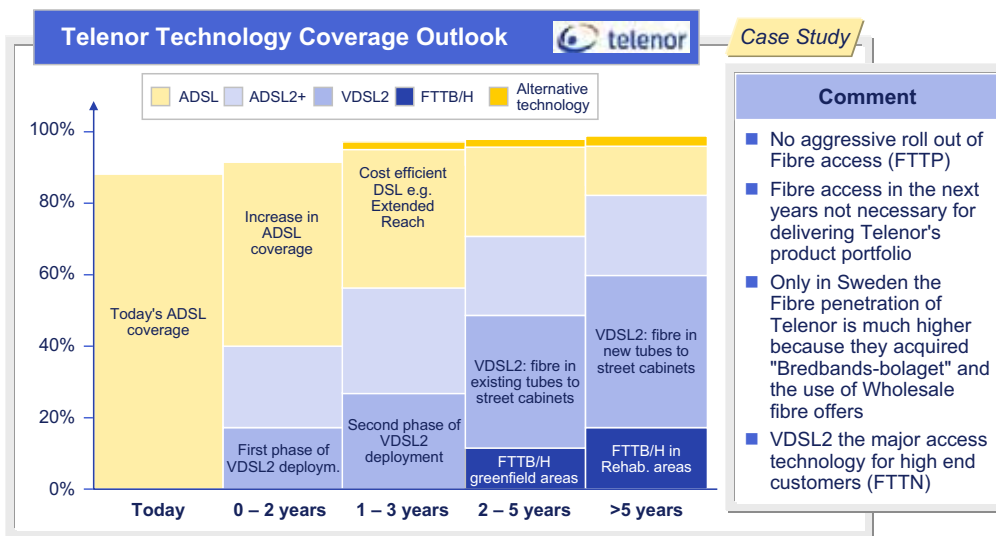 Telenor Technology Coverage Outlook
telenor
Case Study
ADSL
ADSL2+
VDSL2
FTTB/H
Alternative
technology
100%
80%
60%
40%
20%
0%
Today's ADSL
coverage
Increase in
ADSL
coverage
First phase of
VDSL2 deploym.
Cost efficient
DSL e.g.
Extended
Reach
Second phase of
VDSL2
deployment
VDSL2: fibre in
existing tubes to
street cabinets
FTTB/H
greenfield areas
VDSL2: fibre in
new tubes to
street cabinets
FTTB/H in
Rehab. areas
Today
0 – 2 years
1 – 3 years
2 – 5 years
>5 years
Comment
No aggressive roll out of
Fibre access (FTTP)
Fibre access in the next
years not necessary for
delivering Telenor's
product portfolio
Only in Sweden the
Fibre penetration of
Telenor is much higher
because they acquired
"Bredbands-bolaget" and
the use of Wholesale
fibre offers
VDSL2 the major access
technology for high end
customers (FTTN)